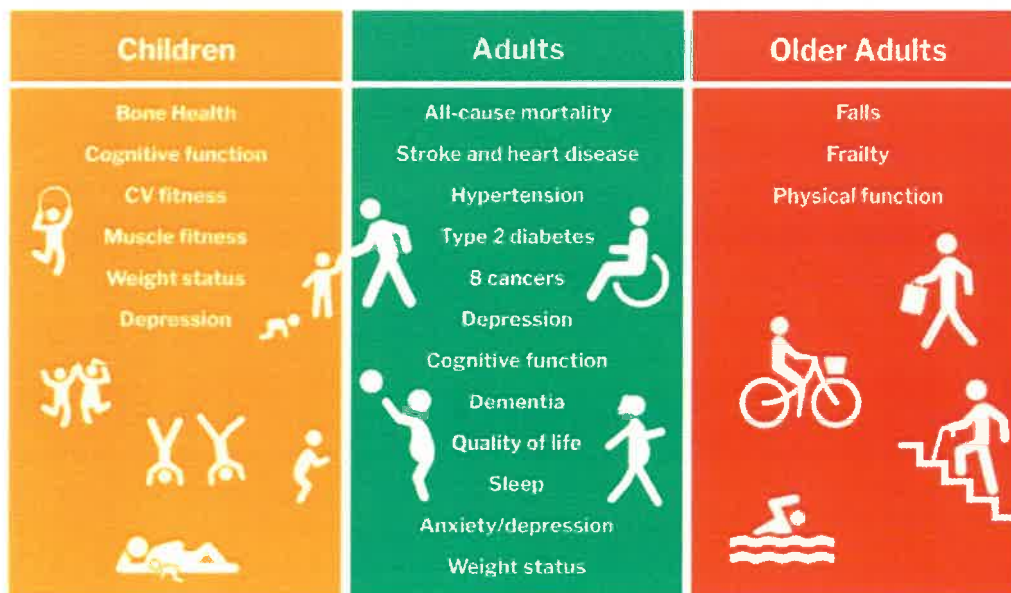 Children
Bone Health
Cognitive function
CV fitness
Muscle fitness
Weight status
Depression
Adults
All-cause mortality
Stroke and heart disease
Hypertension
Type 2 diabetes
8 cancers
Depression
Cognitive function
Dementia
Quality of life
Sleep
Anxiety/depression
Weight status
Older Adults
Falls
Frailty
Physical function